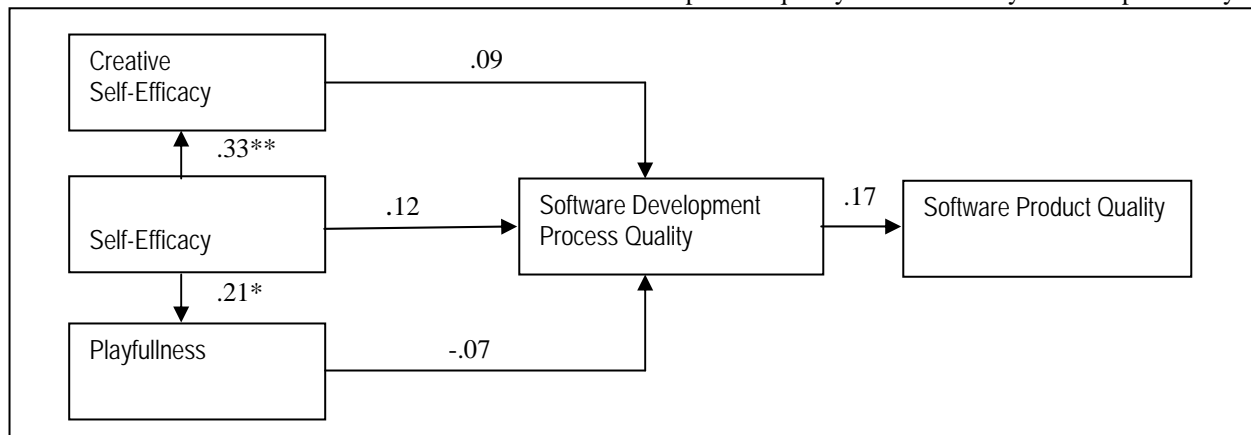 Creative
Self-Efficacy
.09
.33**
Self-Efficacy
.12
Software Development
Process Quality
.17
Software Product Quality
.21*
Playfullness
-.07